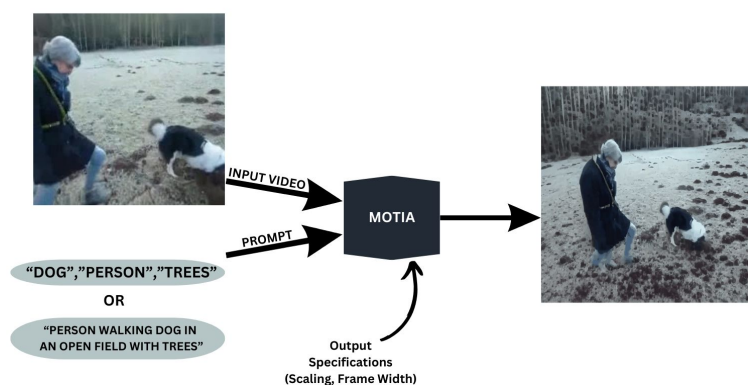 INPUT VIDEO
PROMPT
MOTIA
“DOG”,”PERSON”,”TREES”
OR
“PERSON WALKING DOG IN
AN OPEN FIELD WITH TREES”
Output
Specifications
(Scaling, Frame Width)